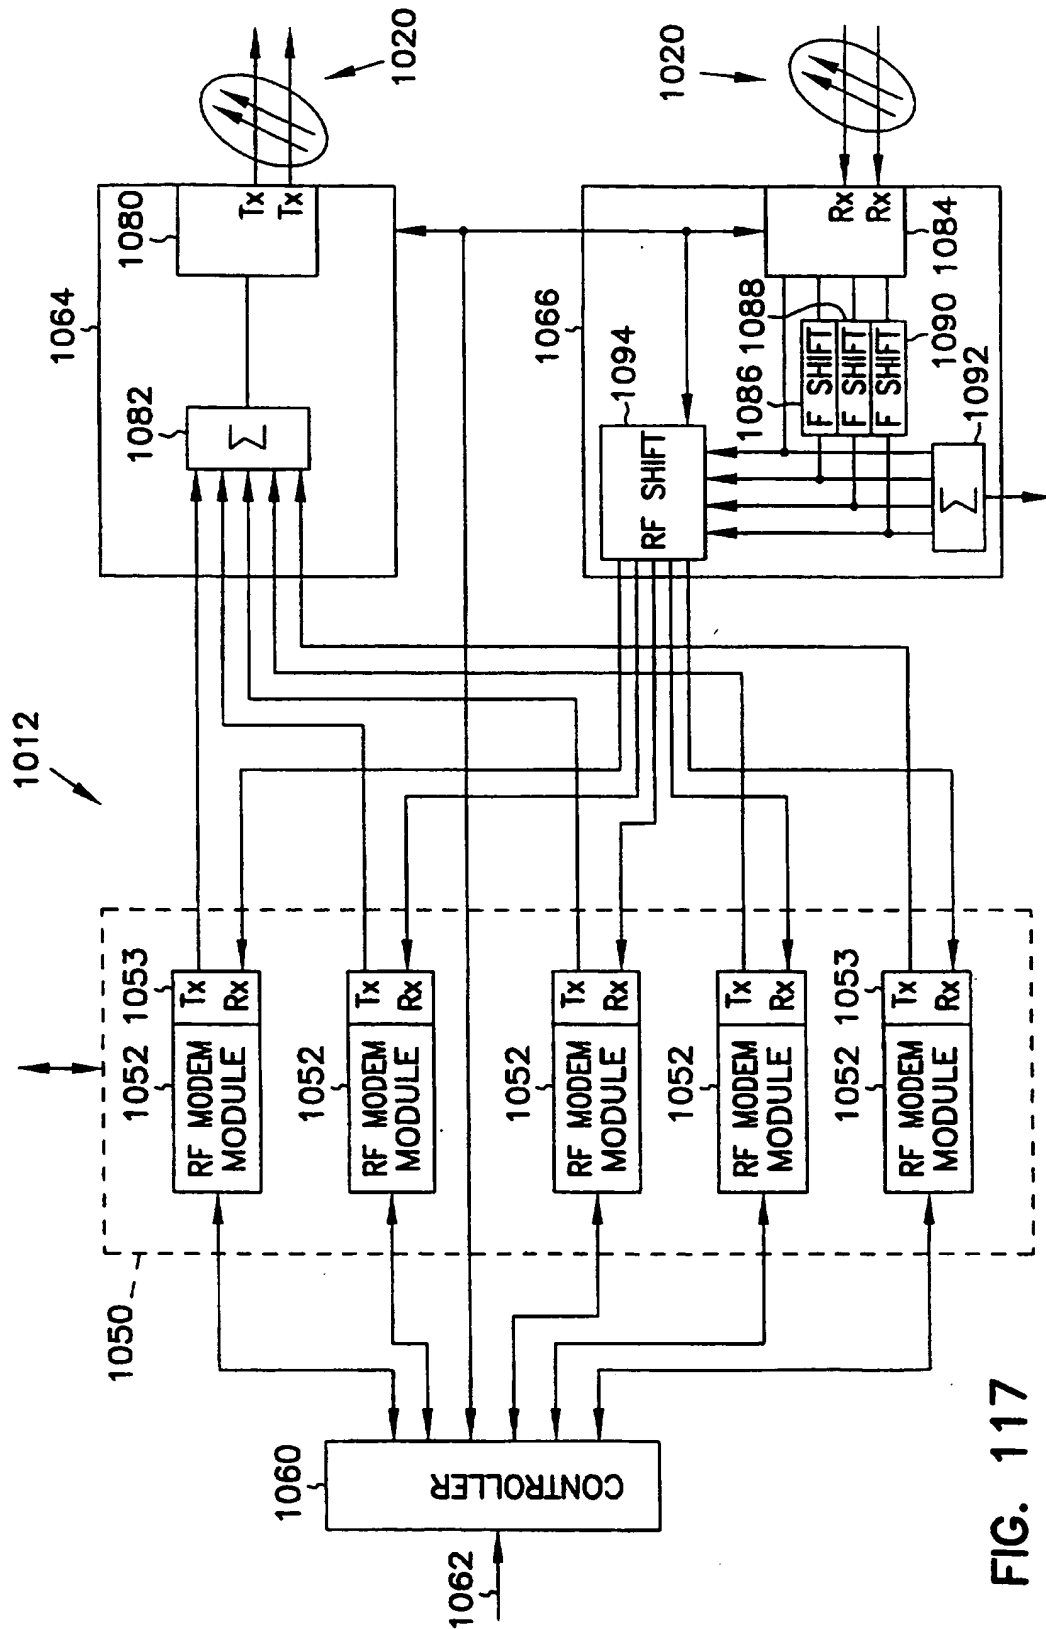 1012
1050
1052
1053
RF MODEM
MODULE
Tx
Rx
1052
RF MODEM
MODULE
Tx
Rx
1052
RF MODEM
MODULE
Tx
Rx
1052
RF MODEM
MODULE
Tx
Rx
1052
1053
RF MODEM
MODULE
Tx
Rx
1060
CONTROLLER
1062
1064
1082
Σ
1080
Tx
Tx
1020
1066
1094
RF SHIFT
1086
1088
F SHIFT
F SHIFT
F SHIFT
1090
1092
Σ
Rx
Rx
1084
1020
FIG. 117